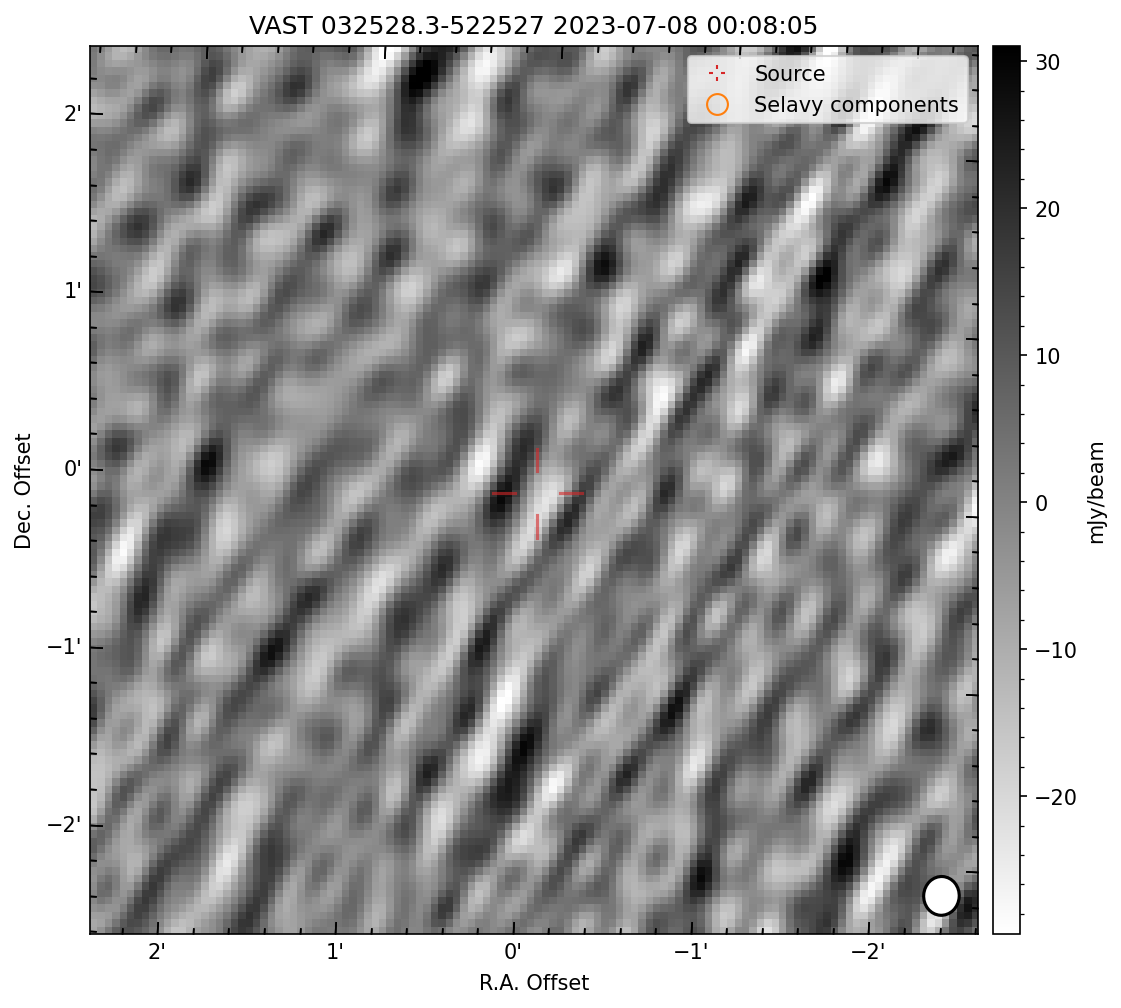 VAST 032528.3-522527 2023-07-08 00:08:05
Source
Selavy components
2'
1'
0'
−1'
−2'
Dec. Offset
2'
1'
0'
−1'
−2'
R.A. Offset
30
20
10
0
−10
−20
mJy/beam